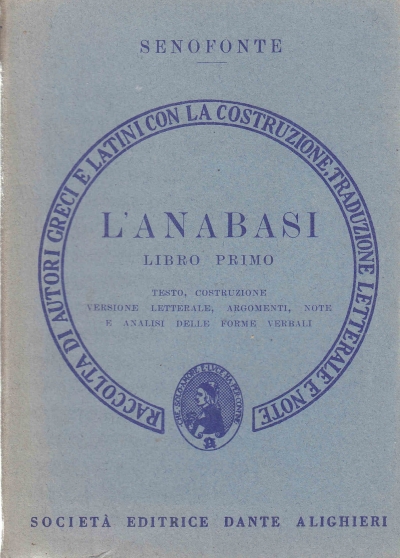 SENOFONTE
RACCOLTA DI AUTORI GRECI E LATINI CON LA COSTRUZIONE, TRADUZIONE LETTERALE E NOTE
L'ANABASI
LIBRO PRIMO
TESTO, COSTRUZIONE
VERSIONE LETTERALE, ARGOMENTI, NOTE
E ANALISI DELLE FORME VERBALI
SOCIETÀ EDITRICE DANTE ALIGHIERI